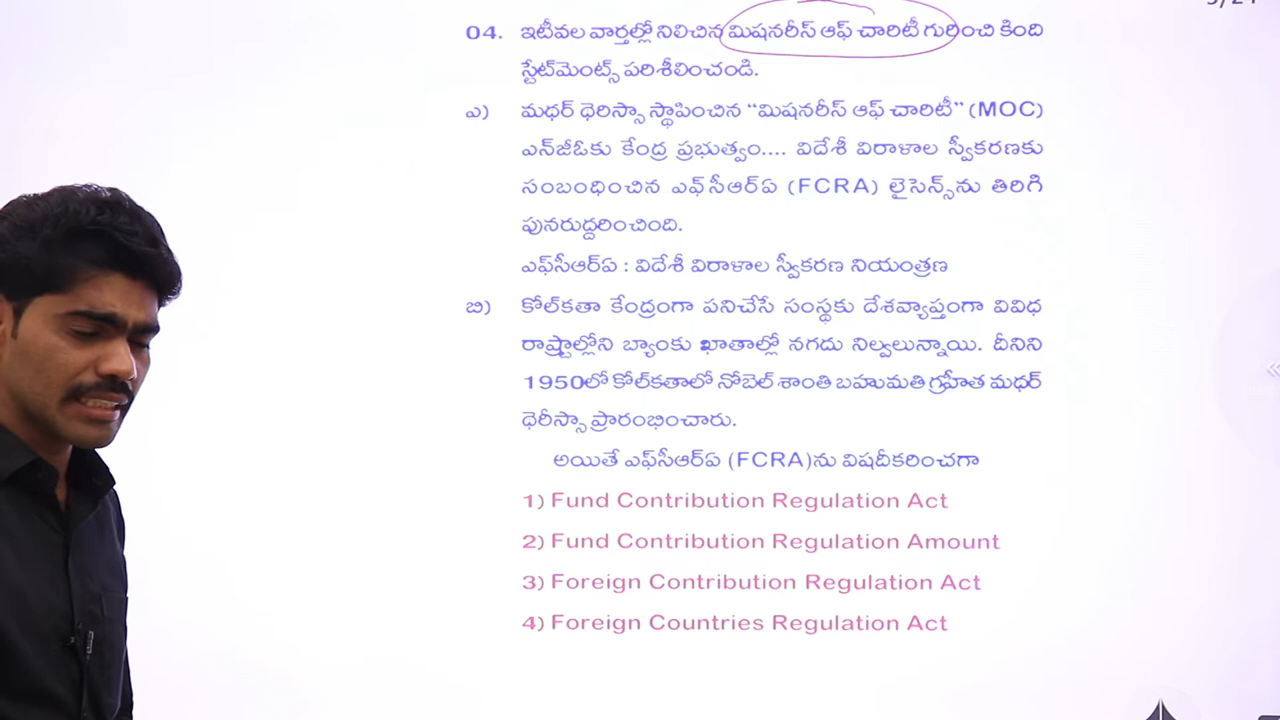 04. ఇటీవల వార్తల్లో నిలిచిన మిషనరీస్ ఆఫ్ చారిటీ గురించి కింది
స్టేట్‌మెంట్స్ పరిశీలించండి.
ఎ) మధర్ థెరిస్సా స్థాపించిన “మిషనరీస్ ఆఫ్ చారిటీ” (MOC)
ఎన్‌జీఓకు కేంద్ర ప్రభుత్వం.... విదేశీ విరాళాల స్వీకరణకు
సంబంధించిన ఎఫ్‌సీఆర్ఏ (FCRA) లైసెన్స్‌ను తిరిగి
పునరుద్దరించింది.
ఎఫ్‌సీఆర్ఏ : విదేశీ విరాళాల స్వీకరణ నియంత్రణ
బి) కోల్‌కతా కేంద్రంగా పనిచేసే సంస్థకు దేశవ్యాప్తంగా వివిధ
రాష్ట్రాల్లోని బ్యాంకు ఖాతాల్లో నగదు నిల్వలున్నాయి. దీనిని
1950లో కోల్‌కతాలో నోబెల్ శాంతి బహుమతి గ్రహీత మధర్
థెరీస్సా ప్రారంభించారు.
అయితే ఎఫ్‌సీఆర్ఏ (FCRA)ను విషదీకరించగా
1) Fund Contribution Regulation Act
2) Fund Contribution Regulation Amount
3) Foreign Contribution Regulation Act
4) Foreign Countries Regulation Act